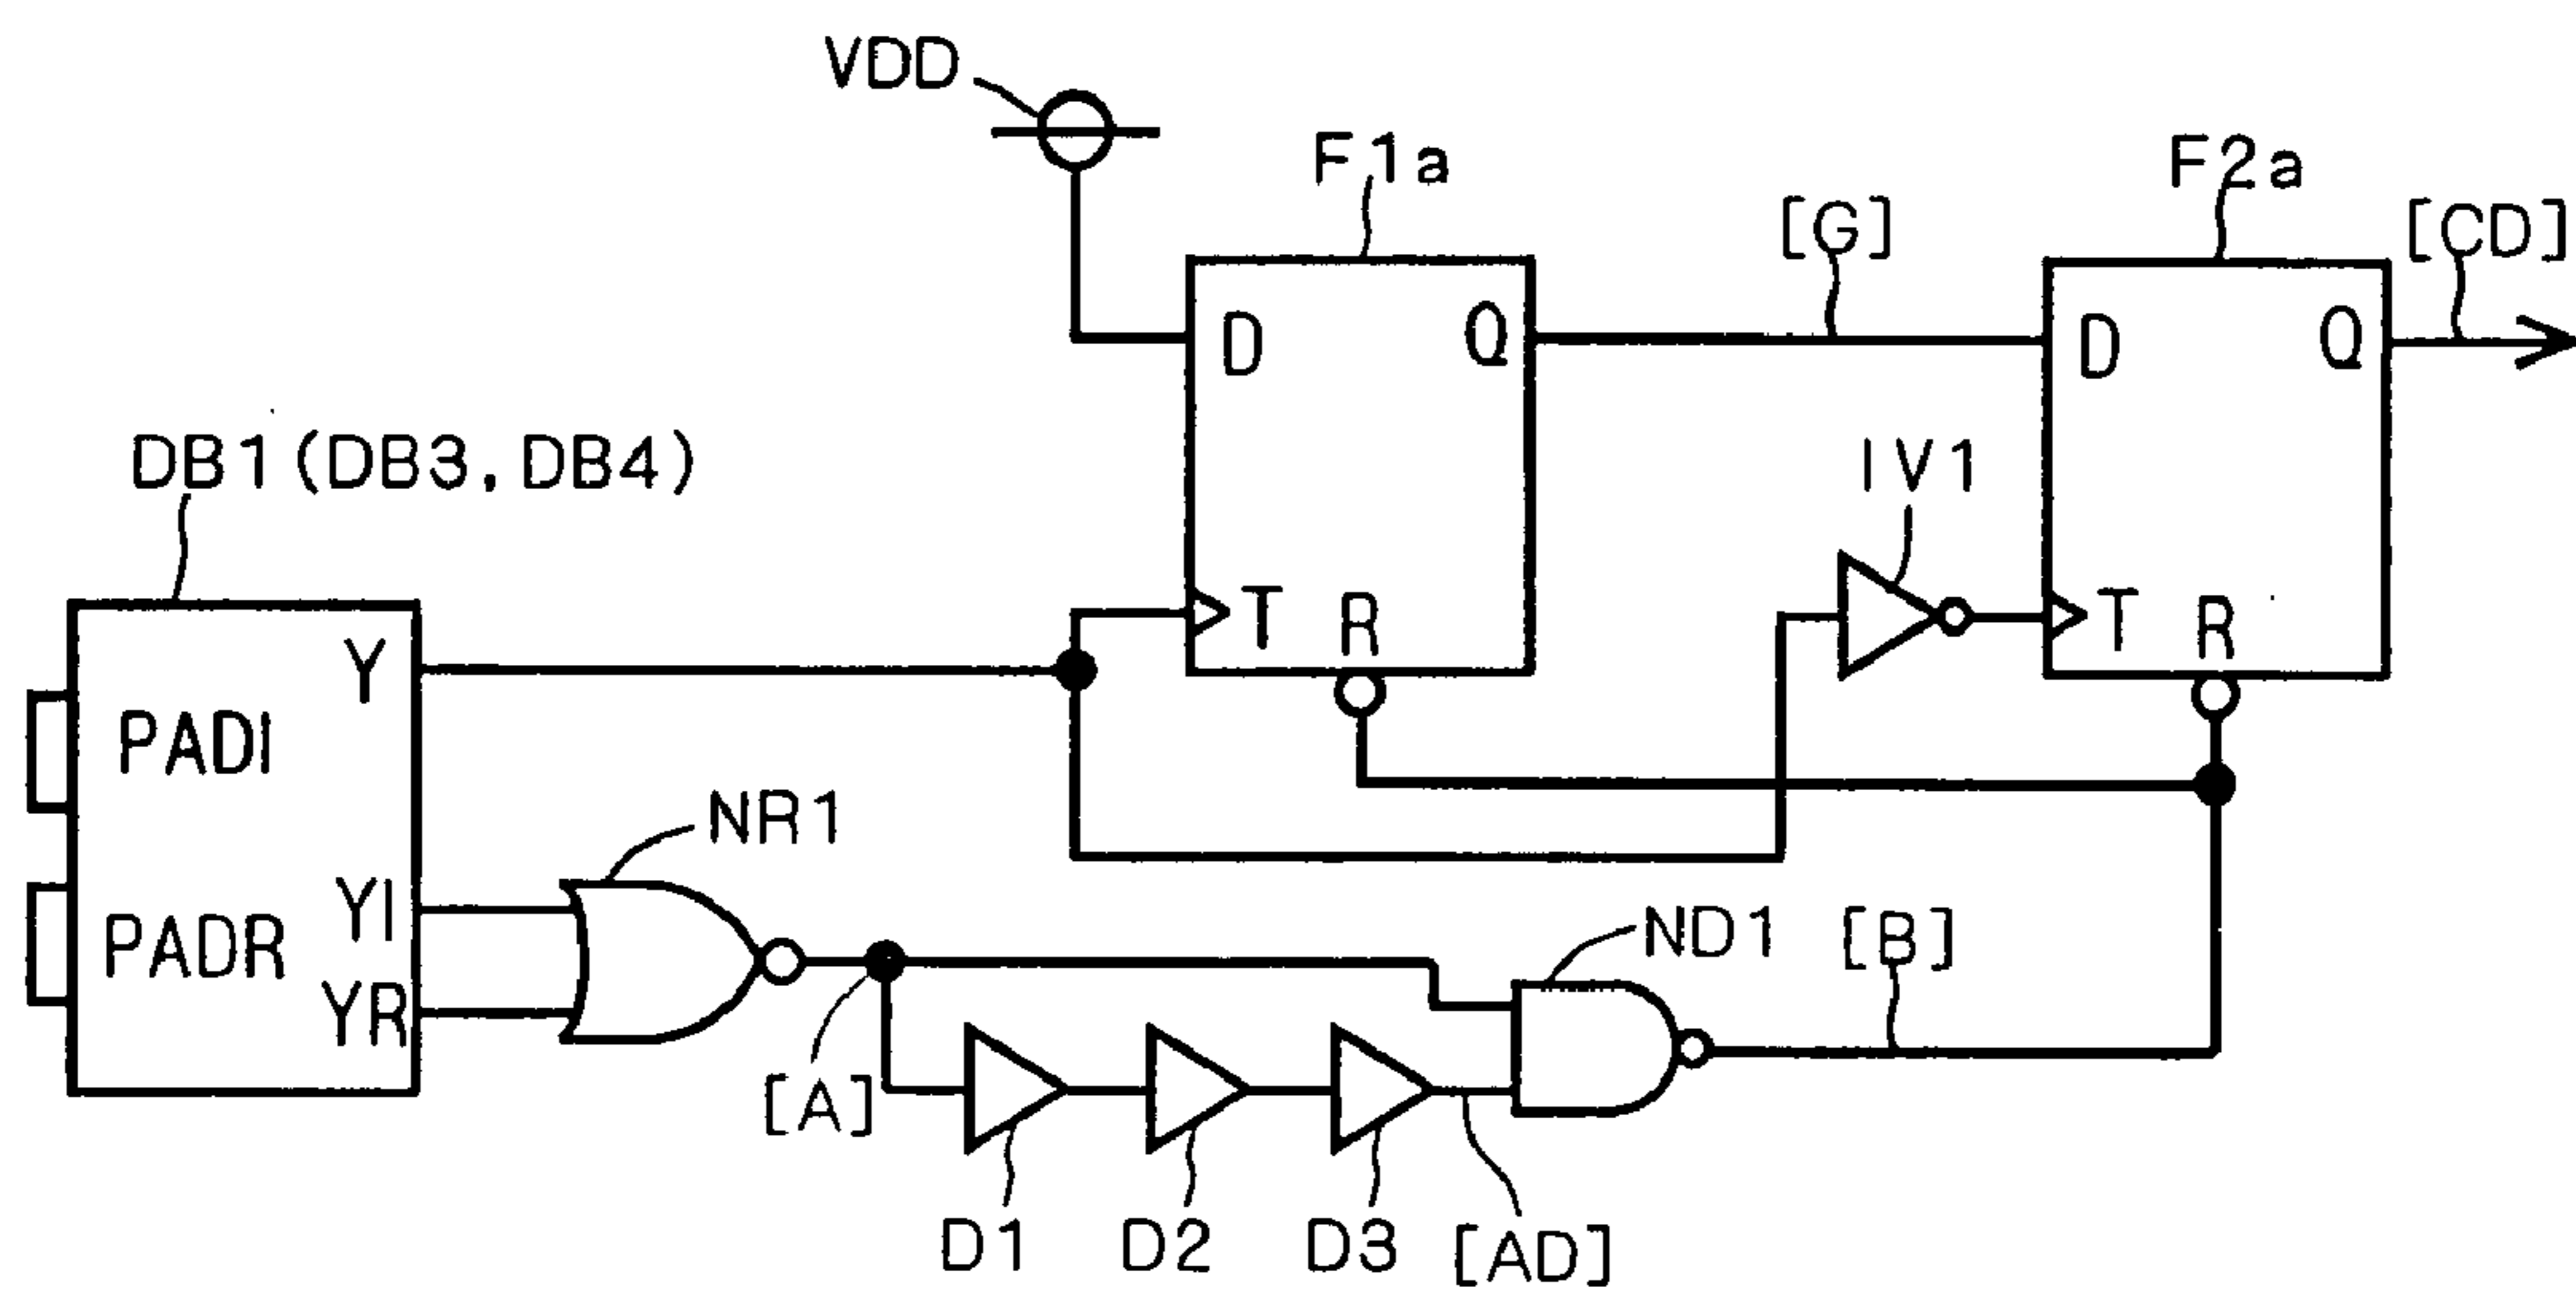 VDD
F1a
F2a
[G]
[CD]
D
Q
D
Q
DB1(DB3,DB4)
IV1
T
R
T
R
Y
PADI
NR1
YI
PADR
YR
ND1
[B]
[A]
D1
D2
D3
[AD]